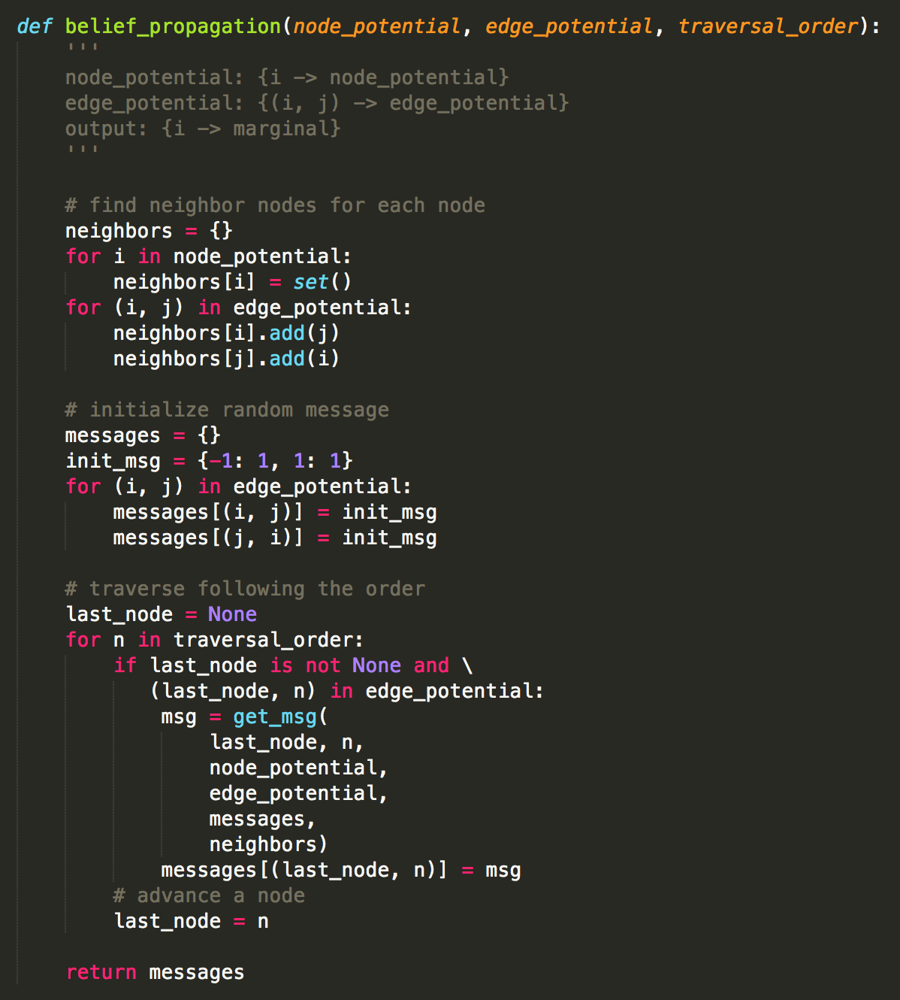 def belief_propagation(node_potential, edge_potential, traversal_order):
    '''
    node_potential: {i -> node_potential}
    edge_potential: {(i, j) -> edge_potential}
    output: {i -> marginal}
    '''

    # find neighbor nodes for each node
    neighbors = {}
    for i in node_potential:
        neighbors[i] = set()
    for (i, j) in edge_potential:
        neighbors[i].add(j)
        neighbors[j].add(i)

    # initialize random message
    messages = {}
    init_msg = {-1: 1, 1: 1}
    for (i, j) in edge_potential:
        messages[(i, j)] = init_msg
        messages[(j, i)] = init_msg

    # traverse following the order
    last_node = None
    for n in traversal_order:
        if last_node is not None and \
           (last_node, n) in edge_potential:
            msg = get_msg(
                last_node, n,
                node_potential,
                edge_potential,
                messages,
                neighbors)
            messages[(last_node, n)] = msg
        # advance a node
        last_node = n

    return messages